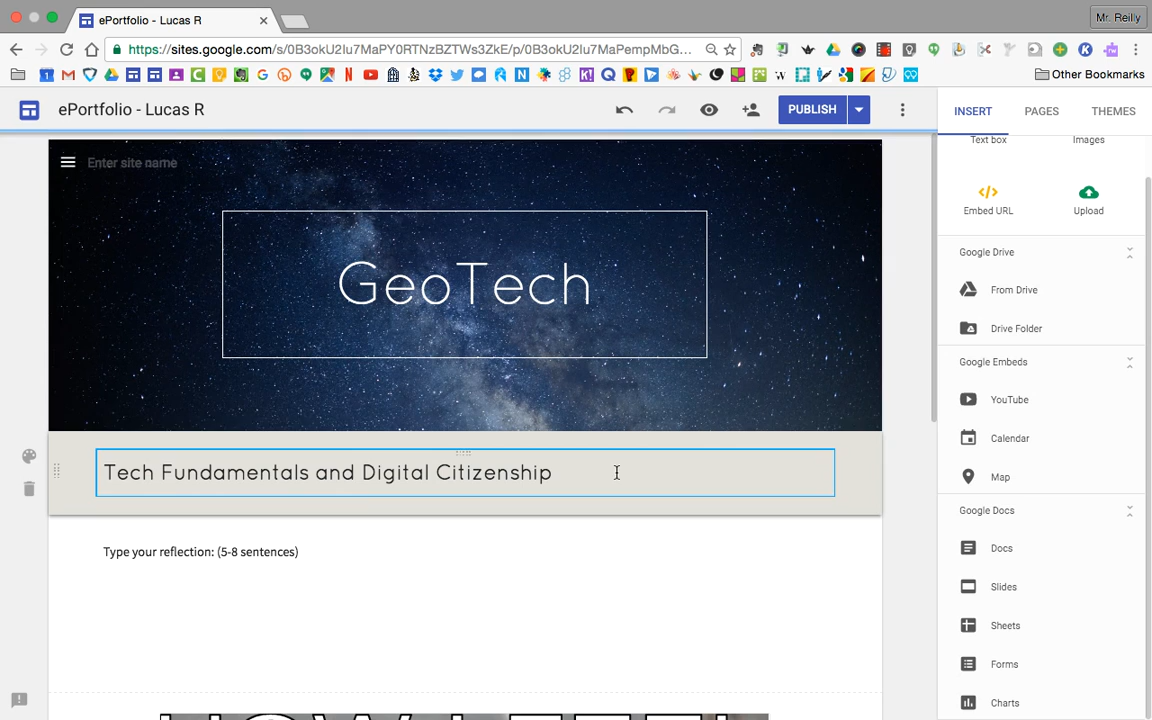 ePortfolio - Lucas R
Mr. Reilly
https://sites.google.com/s/0B3okU2Iu7MaPY0RTNzBZTWs3ZkE/p/0B3okU2Iu7MaPempMbG...
Other Bookmarks
ePortfolio - Lucas R
PUBLISH
INSERT
PAGES
THEMES
Text box
Images
Enter site name
Embed URL
Upload
GeoTech
Google Drive
From Drive
Drive Folder
Google Embeds
YouTube
Calendar
Tech Fundamentals and Digital Citizenship
Map
Google Docs
Type your reflection: (5-8 sentences)
Docs
Slides
Sheets
Forms
Charts